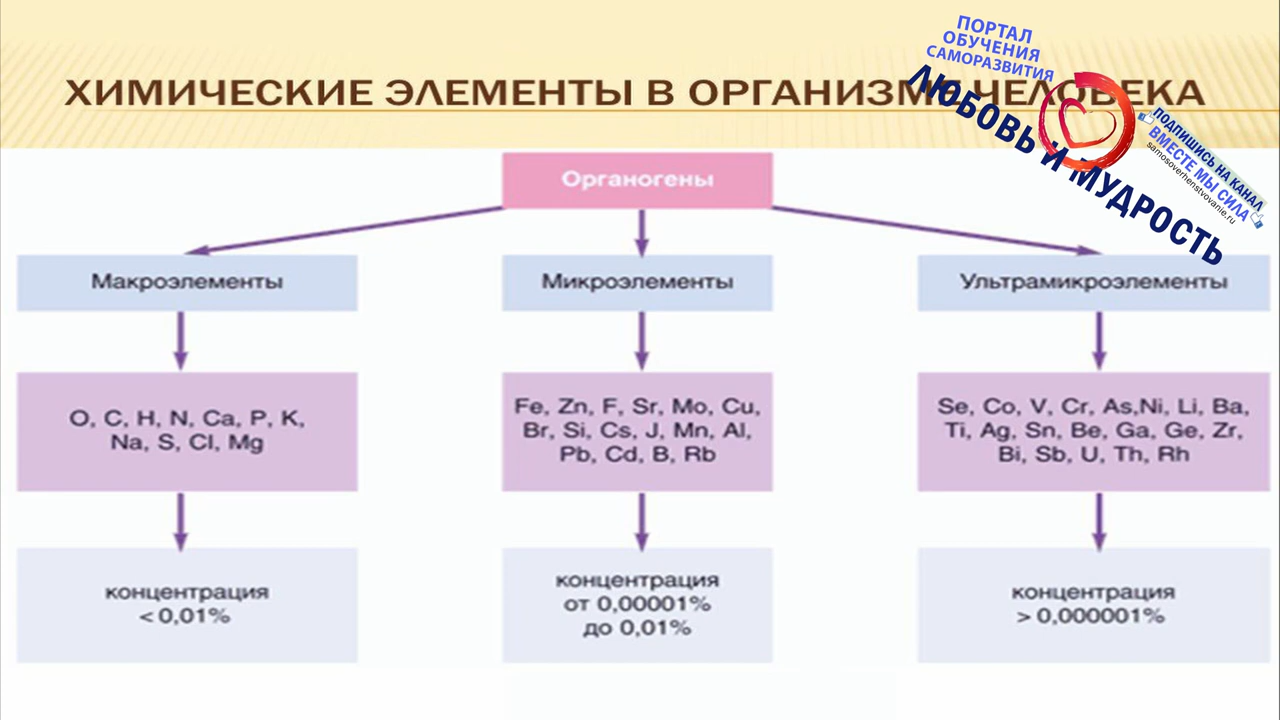 ХИМИЧЕСКИЕ ЭЛЕМЕНТЫ В ОРГАНИЗМЕ ЧЕЛОВЕКА
ПОРТАЛ
ОБУЧЕНИЯ
САМОРАЗВИТИЯ
ЛЮБОВЬ И МУДРОСТЬ
ПОДПИШИСЬ НА КАНАЛ
ВМЕСТЕ МЫ СИЛА
samosoverhenstvovanie.ru
Органогены
Макроэлементы
Микроэлементы
Ультрамикроэлементы
O, C, H, N, Ca, P, K,
Na, S, Cl, Mg
Fe, Zn, F, Sr, Mo, Cu,
Br, Si, Cs, J, Mn, Al,
Pb, Cd, B, Rb
Se, Co, V, Cr, As,Ni, Li, Ba,
Ti, Ag, Sn, Be, Ga, Ge, Zr,
Bi, Sb, U, Th, Rh
концентрация
< 0,01%
концентрация
от 0,00001%
до 0,01%
концентрация
> 0,000001%